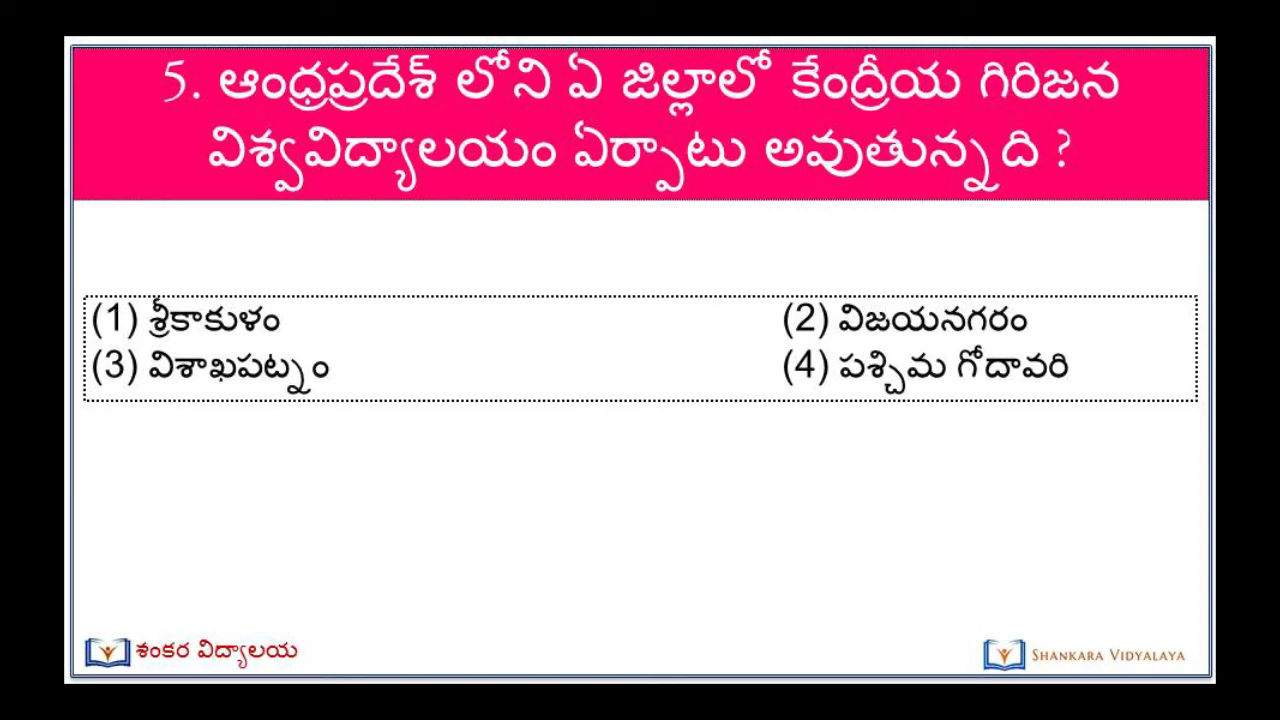 5. ఆంధ్రప్రదేశ్ లోని ఏ జిల్లాలో కేంద్రీయ గిరిజన
విశ్వవిద్యాలయం ఏర్పాటు అవుతున్నది ?
(1) శ్రీకాకుళం (2) విజయనగరం
(3) విశాఖపట్నం (4) పశ్చిమ గోదావరి
శంకర విద్యాలయ SHANKARA VIDYALAYA